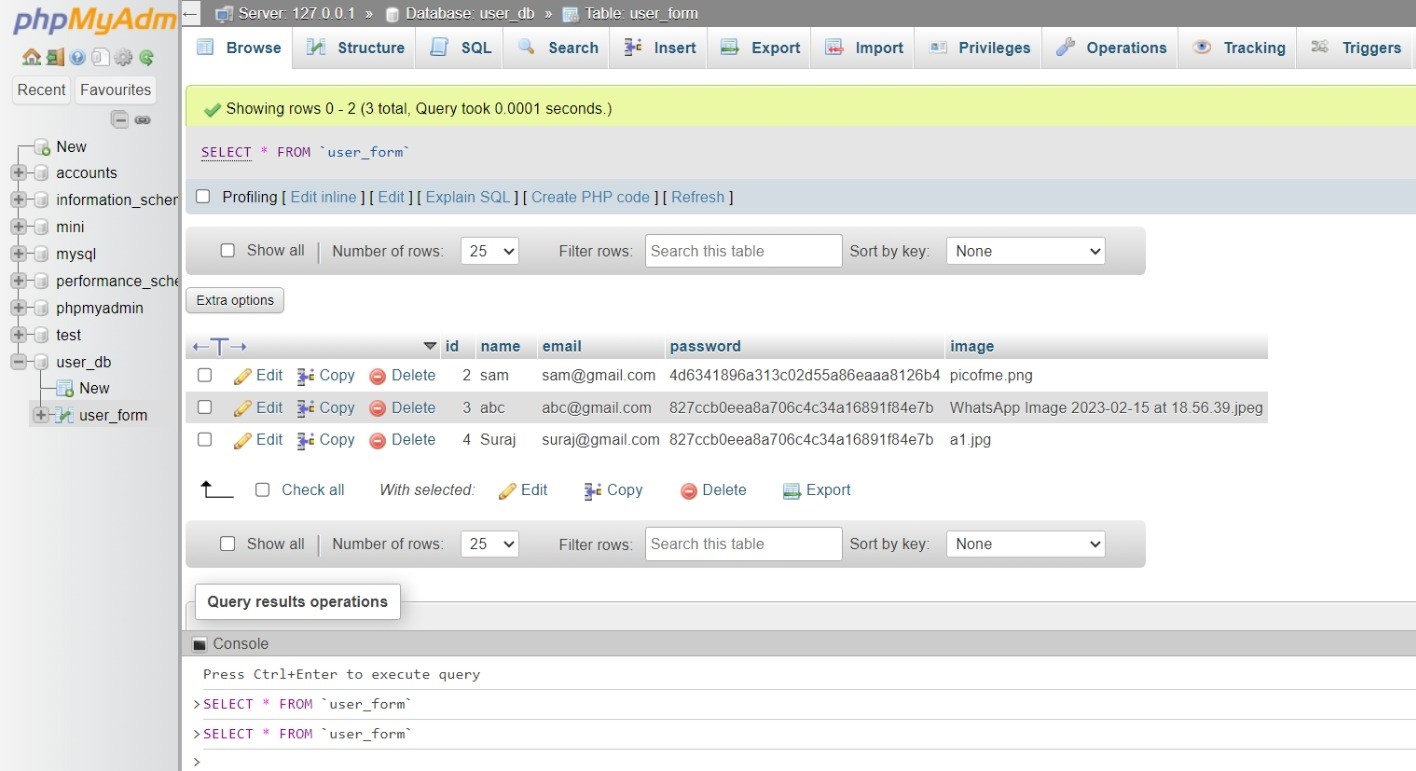 phpMyAdm
Recent Favourites
New
accounts
information_scher
mini
mysql
performance_sche
phpmyadmin
test
user_db
New
user_form
← Server: 127.0.0.1 » Database: user_db » Table: user_form
Browse Structure SQL Search Insert Export Import Privileges Operations Tracking Triggers
Showing rows 0 - 2 (3 total, Query took 0.0001 seconds.)
SELECT * FROM `user_form`
Profiling [ Edit inline ] [ Edit ] [ Explain SQL ] [ Create PHP code ] [ Refresh ]
Show all | Number of rows: 25 Filter rows: Search this table Sort by key: None
Extra options
←T→ id name email password image
Edit Copy Delete 2 sam sam@gmail.com 4d6341896a313c02d55a86eaaa8126b4 picofme.png
Edit Copy Delete 3 abc abc@gmail.com 827ccb0eea8a706c4c34a16891f84e7b WhatsApp Image 2023-02-15 at 18.56.39.jpeg
Edit Copy Delete 4 Suraj suraj@gmail.com 827ccb0eea8a706c4c34a16891f84e7b a1.jpg
Check all With selected: Edit Copy Delete Export
Show all | Number of rows: 25 Filter rows: Search this table Sort by key: None
Query results operations
Console
Press Ctrl+Enter to execute query
>SELECT * FROM `user_form`
>SELECT * FROM `user_form`
>